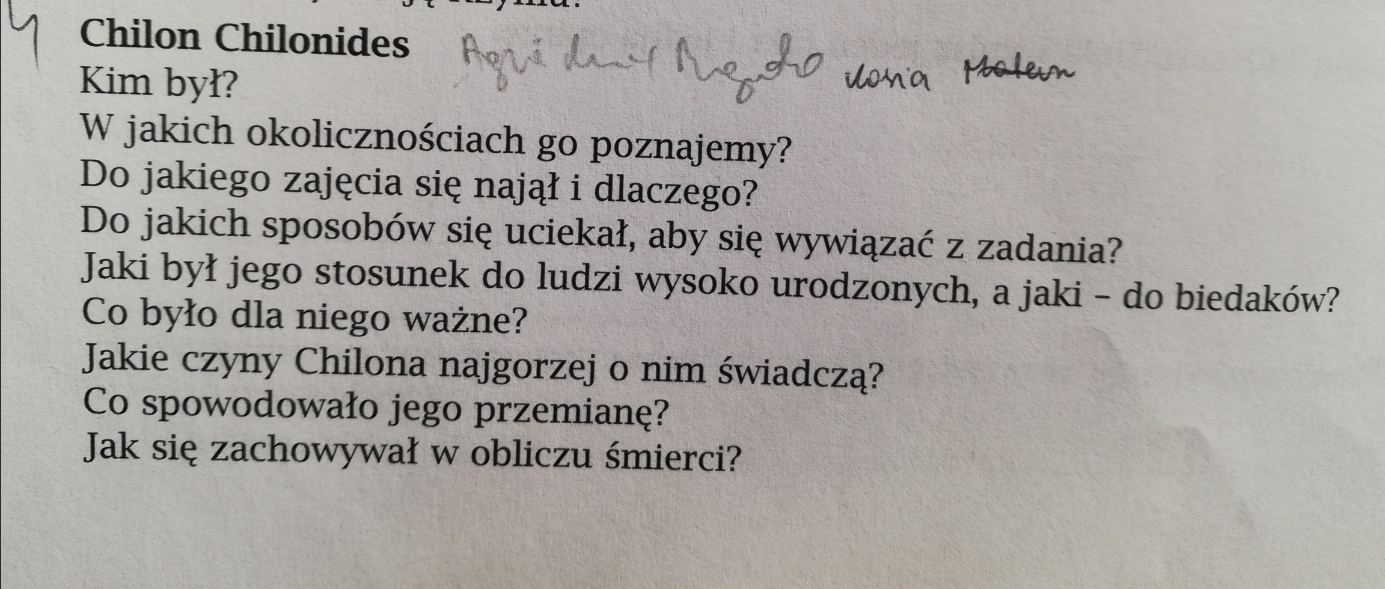 Chilon Chilonides
Kim był?
W jakich okolicznościach go poznajemy?
Do jakiego zajęcia się najął i dlaczego?
Do jakich sposobów się uciekał, aby się wywiązać z zadania?
Jaki był jego stosunek do ludzi wysoko urodzonych, a jaki – do biedaków?
Co było dla niego ważne?
Jakie czyny Chilona najgorzej o nim świadczą?
Co spowodowało jego przemianę?
Jak się zachowywał w obliczu śmierci?